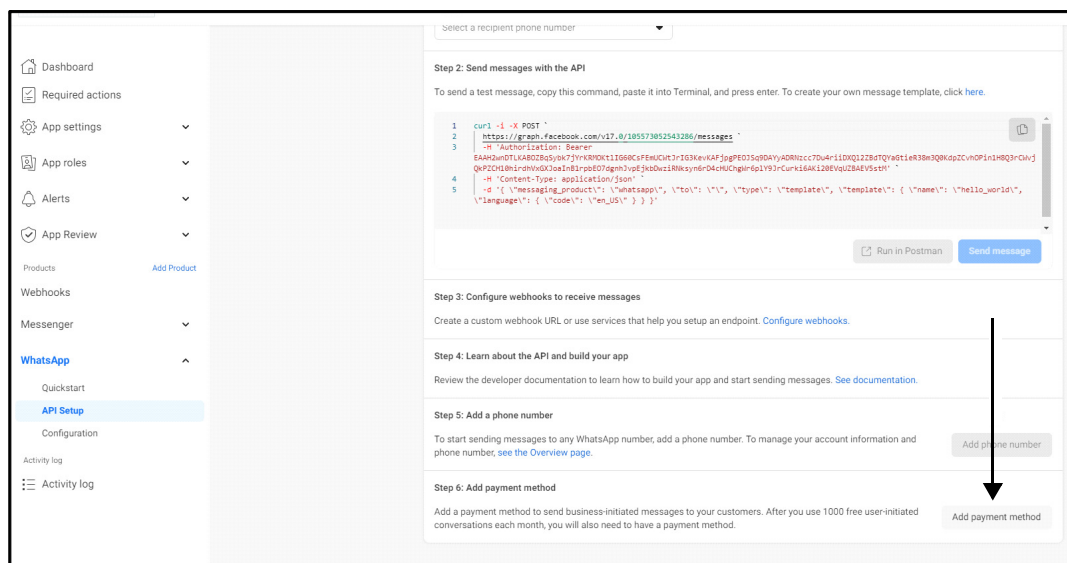 Select a recipient phone number
Dashboard
Required actions
App settings
App roles
Alerts
App Review
Products
Add Product
Webhooks
Messenger
WhatsApp
Quickstart
API Setup
Configuration
Activity log
Activity log
Step 2: Send messages with the API
To send a test message, copy this command, paste it into Terminal, and press enter. To create your own message template, click here.
1 curl -i -X POST `
2 https://graph.facebook.com/v17.0/105573052543286/messages `
3 -H 'Authorization: Bearer
4 -H 'Content-Type: application/json' `
5 -d '{ \"messaging_product\": \"whatsapp\", \"to\": \"\", \"type\": \"template\", \"template\": { \"name\": \"hello_world\",
\"language\": { \"code\": \"en_US\" } } }'
Run in Postman
Send message
Step 3: Configure webhooks to receive messages
Create a custom webhook URL or use services that help you setup an endpoint. Configure webhooks.
Step 4: Learn about the API and build your app
Review the developer documentation to learn how to build your app and start sending messages. See documentation.
Step 5: Add a phone number
To start sending messages to any WhatsApp number, add a phone number. To manage your account information and
phone number, see the Overview page.
Add phone number
Step 6: Add payment method
Add a payment method to send business-initiated messages to your customers. After you use 1000 free user-initiated
conversations each month, you will also need to have a payment method.
Add payment method